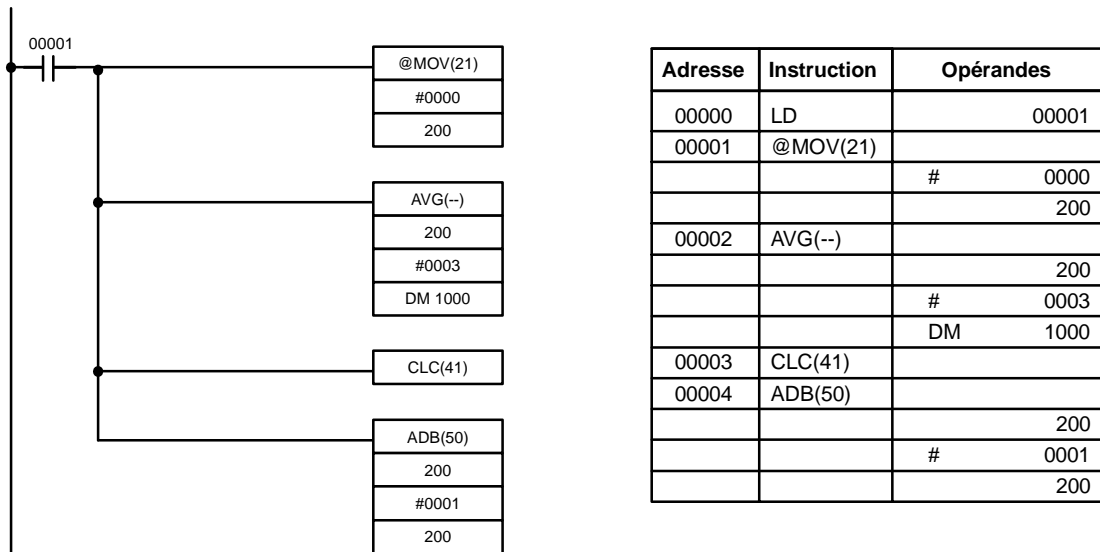 00001
@MOV(21)
#0000
200
AVG(--)
200
#0003
DM 1000
CLC(41)
ADB(50)
200
#0001
200
Adresse Instruction Opérandes
00000 LD 00001
00001 @MOV(21)
# 0000
200
00002 AVG(--)
200
# 0003
DM 1000
00003 CLC(41)
00004 ADB(50)
200
# 0001
200